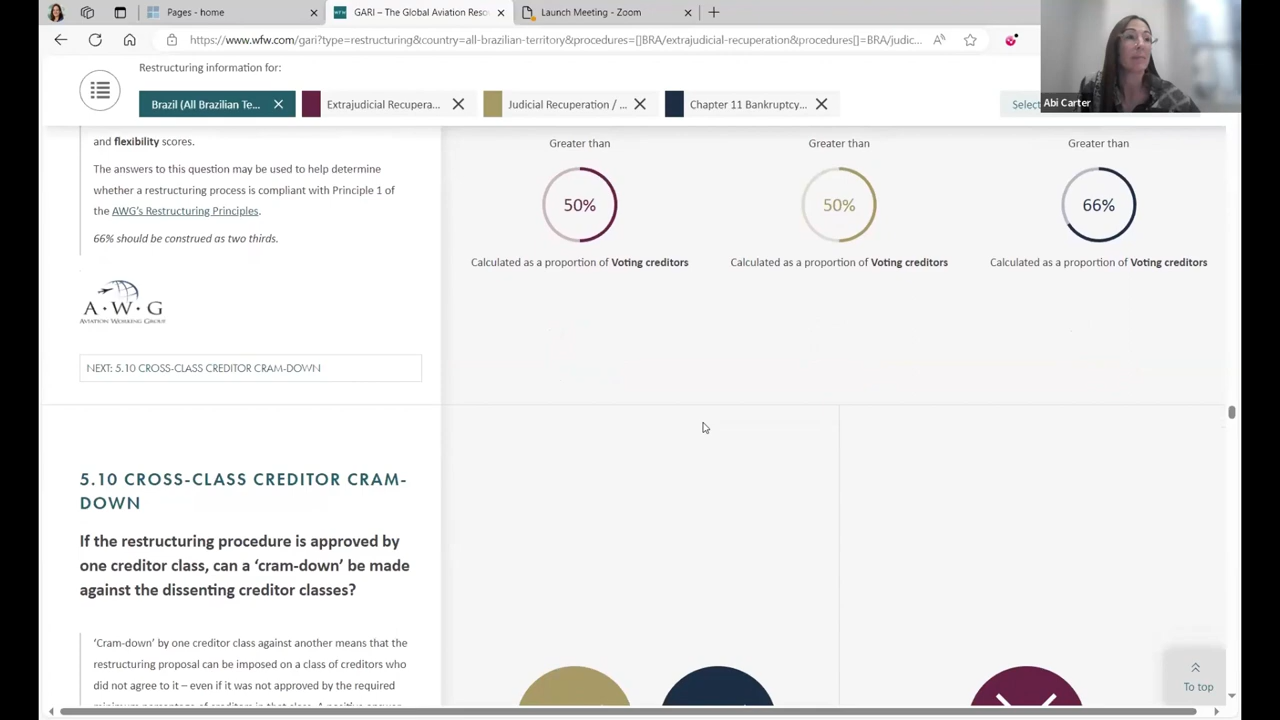 Pages - home
GARI – The Global Aviation Reso
Launch Meeting - Zoom
https://www.wfw.com/gari?type=restructuring&country=all-brazilian-territory&procedures=[]BRA/extrajudicial-recuperation&procedures[]=BRA/judic...
Abi Carter
Restructuring information for:
Brazil (All Brazilian Te...
Extrajudicial Recupera...
Judicial Recuperation / ...
Chapter 11 Bankruptcy...
Select
and flexibility scores.
The answers to this question may be used to help determine
whether a restructuring process is compliant with Principle 1 of
the AWG's Restructuring Principles.
66% should be construed as two thirds.
A·W·G
AVIATION WORKING GROUP
NEXT: 5.10 CROSS-CLASS CREDITOR CRAM-DOWN
Greater than
50%
Calculated as a proportion of Voting creditors
Greater than
50%
Calculated as a proportion of Voting creditors
Greater than
66%
Calculated as a proportion of Voting creditors
5.10 CROSS-CLASS CREDITOR CRAM-
DOWN
If the restructuring procedure is approved by
one creditor class, can a ‘cram-down’ be made
against the dissenting creditor classes?
‘Cram-down’ by one creditor class against another means that the
restructuring proposal can be imposed on a class of creditors who
did not agree to it – even if it was not approved by the required
To top